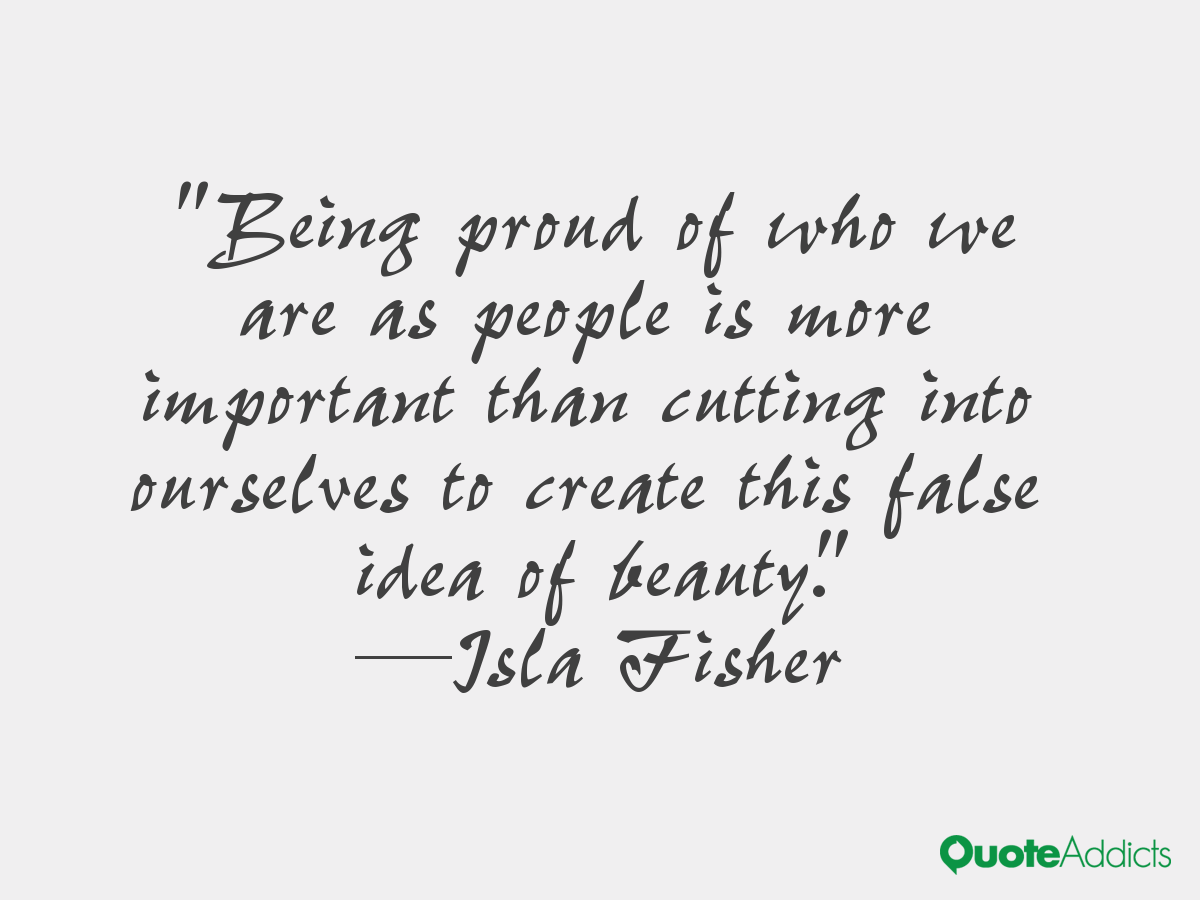 "Being proud of who we
are as people is more
important than cutting into
ourselves to create this false
idea of beauty."
—Isla Fisher
QuoteAddicts